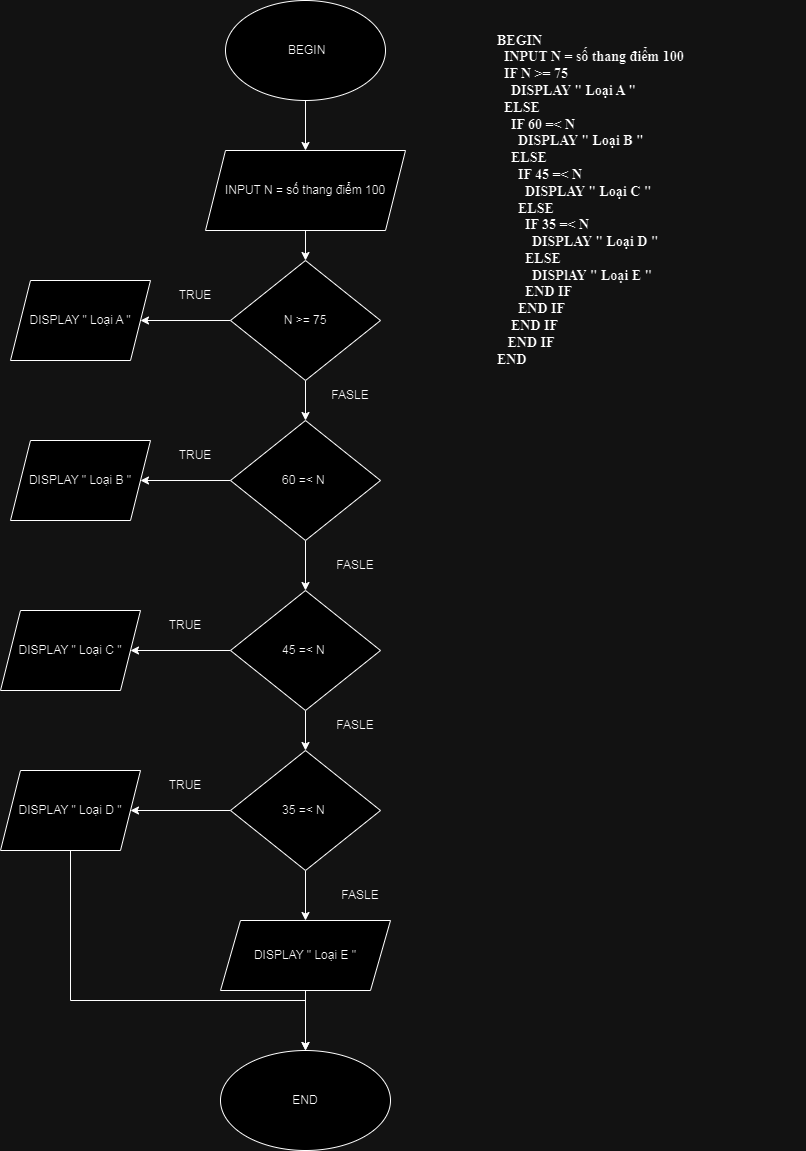 BEGIN
INPUT N = số thang điểm 100
N >= 75
TRUE
DISPLAY " Loại A "
FASLE
60 =< N
TRUE
DISPLAY " Loại B "
FASLE
45 =< N
TRUE
DISPLAY " Loại C "
FASLE
35 =< N
TRUE
DISPLAY " Loại D "
FASLE
DISPLAY " Loại E "
END
BEGIN
INPUT N = số thang điểm 100
IF N >= 75
DISPLAY " Loại A "
ELSE
IF 60 =< N
DISPLAY " Loại B "
ELSE
IF 45 =< N
DISPLAY " Loại C "
ELSE
IF 35 =< N
DISPLAY " Loại D "
ELSE
DISPlAY " Loại E "
END IF
END IF
END IF
END IF
END